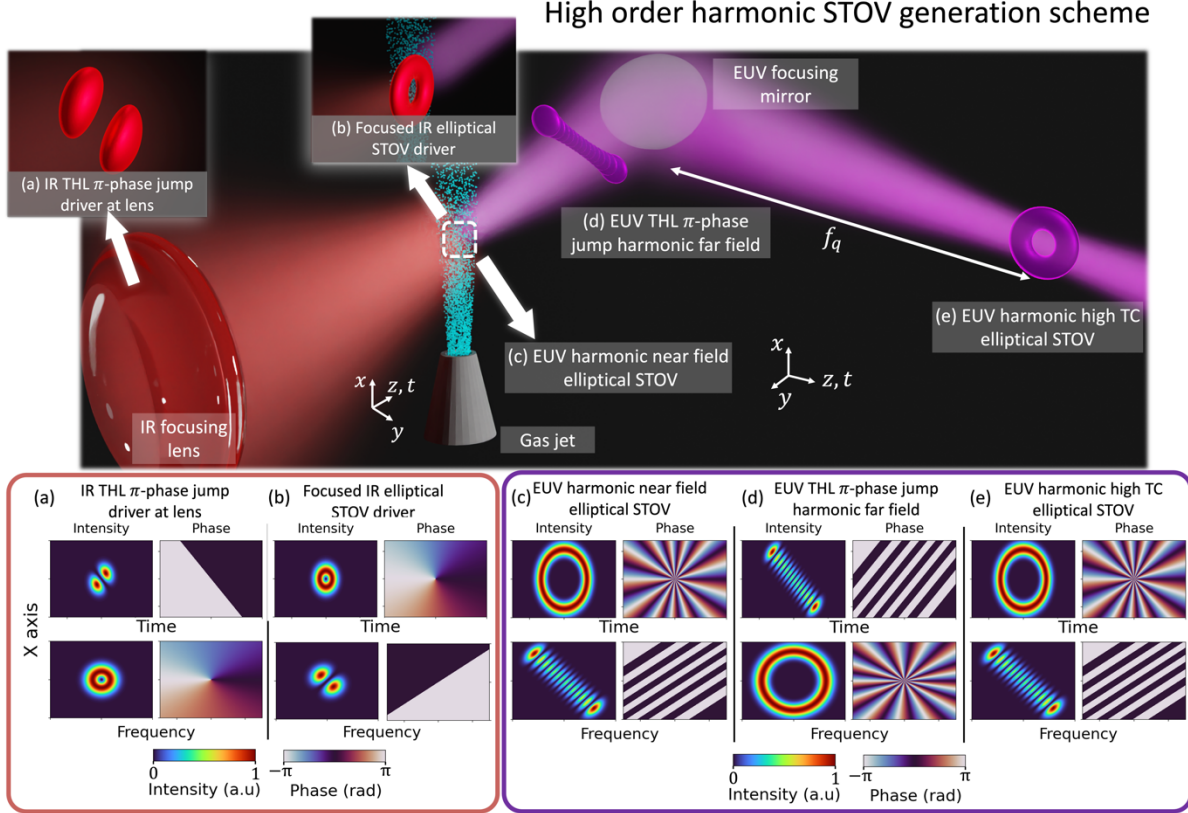 High order harmonic STOV generation scheme
(a) IR THL π-phase jump
driver at lens
(b) Focused IR elliptical
STOV driver
EUV focusing
mirror
(d) EUV THL π-phase
jump harmonic far field
f_q
(e) EUV harmonic high TC
elliptical STOV
(c) EUV harmonic near field
elliptical STOV
IR focusing
lens
Gas jet
x
z, t
y
x
z, t
y
(a)
IR THL π-phase jump
driver at lens
Intensity
Phase
(b)
Focused IR elliptical
STOV driver
Intensity
Phase
X axis
Time
Frequency
Intensity (a.u)
0
1
Phase (rad)
−π
π
(c)
EUV harmonic near field
elliptical STOV
Intensity
Phase
(d)
EUV THL π-phase jump
harmonic far field
Intensity
Phase
(e)
EUV harmonic high TC
elliptical STOV
Intensity
Phase
Time
Time
Time
Time
Frequency
Frequency
Frequency
Frequency
0
1
Intensity (a.u)
−π
π
Phase (rad)